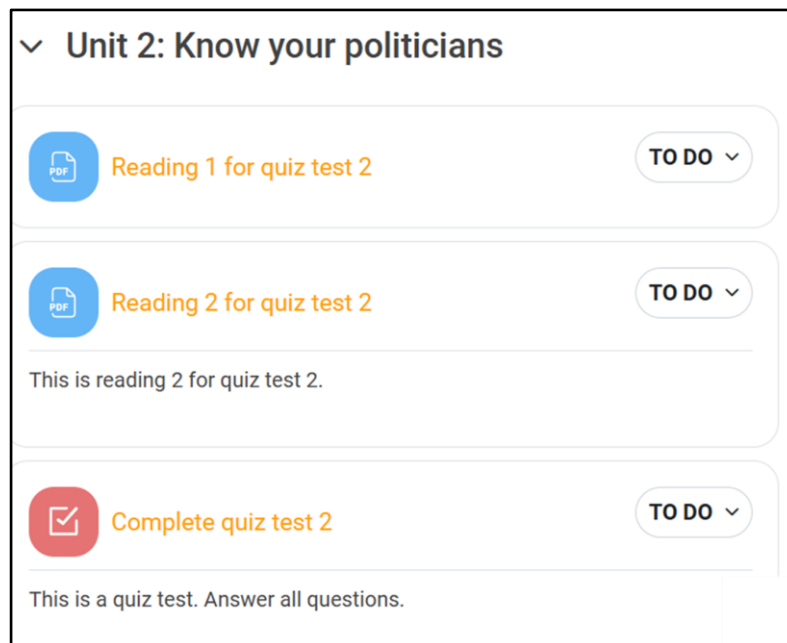 Unit 2: Know your politicians
PDF
Reading 1 for quiz test 2
TO DO
PDF
Reading 2 for quiz test 2
TO DO
This is reading 2 for quiz test 2.
Complete quiz test 2
TO DO
This is a quiz test. Answer all questions.